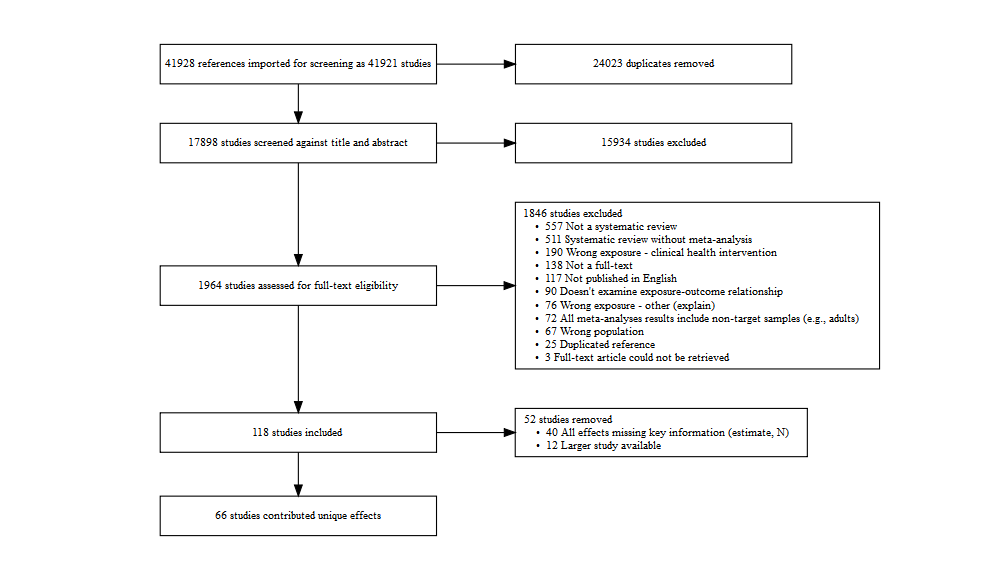 41928 references imported for screening as 41921 studies
24023 duplicates removed
17898 studies screened against title and abstract
15934 studies excluded
1964 studies assessed for full-text eligibility
1846 studies excluded
• 557 Not a systematic review
• 511 Systematic review without meta-analysis
• 190 Wrong exposure - clinical health intervention
• 138 Not a full-text
• 117 Not published in English
• 90 Doesn't examine exposure-outcome relationship
• 76 Wrong exposure - other (explain)
• 72 All meta-analyses results include non-target samples (e.g., adults)
• 67 Wrong population
• 25 Duplicated reference
• 3 Full-text article could not be retrieved
118 studies included
52 studies removed
• 40 All effects missing key information (estimate, N)
• 12 Larger study available
66 studies contributed unique effects